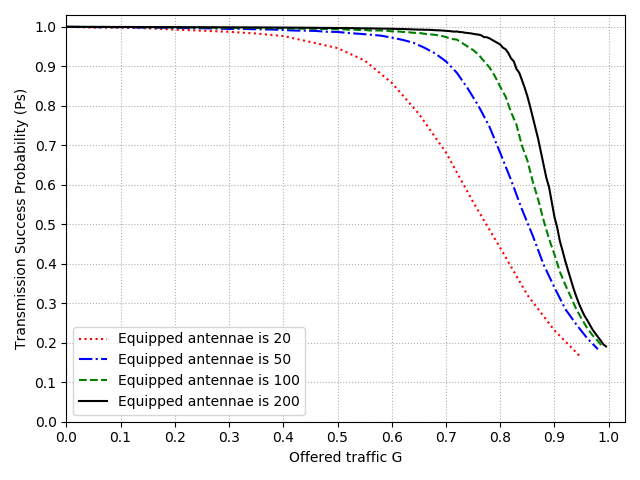 1.0
0.9
0.8
0.7
0.6
0.5
0.4
0.3
0.2
0.1
0.0
Transmission Success Probability (Ps)
Equipped antennae is 20
Equipped antennae is 50
Equipped antennae is 100
Equipped antennae is 200
0.0 0.1 0.2 0.3 0.4 0.5 0.6 0.7 0.8 0.9 1.0
Offered traffic G